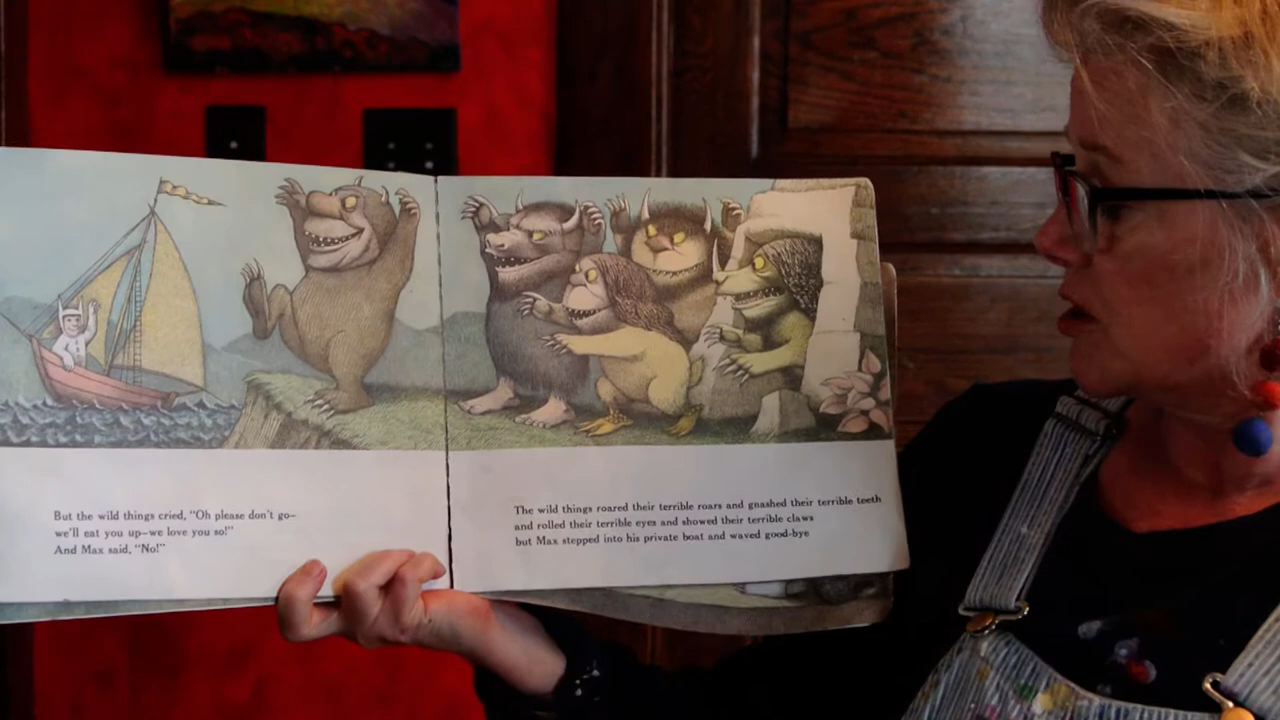 But the wild things cried, “Oh please don't go—
we'll eat you up—we love you so!”
And Max said, “No!”
The wild things roared their terrible roars and gnashed their terrible teeth
and rolled their terrible eyes and showed their terrible claws
but Max stepped into his private boat and waved good-bye